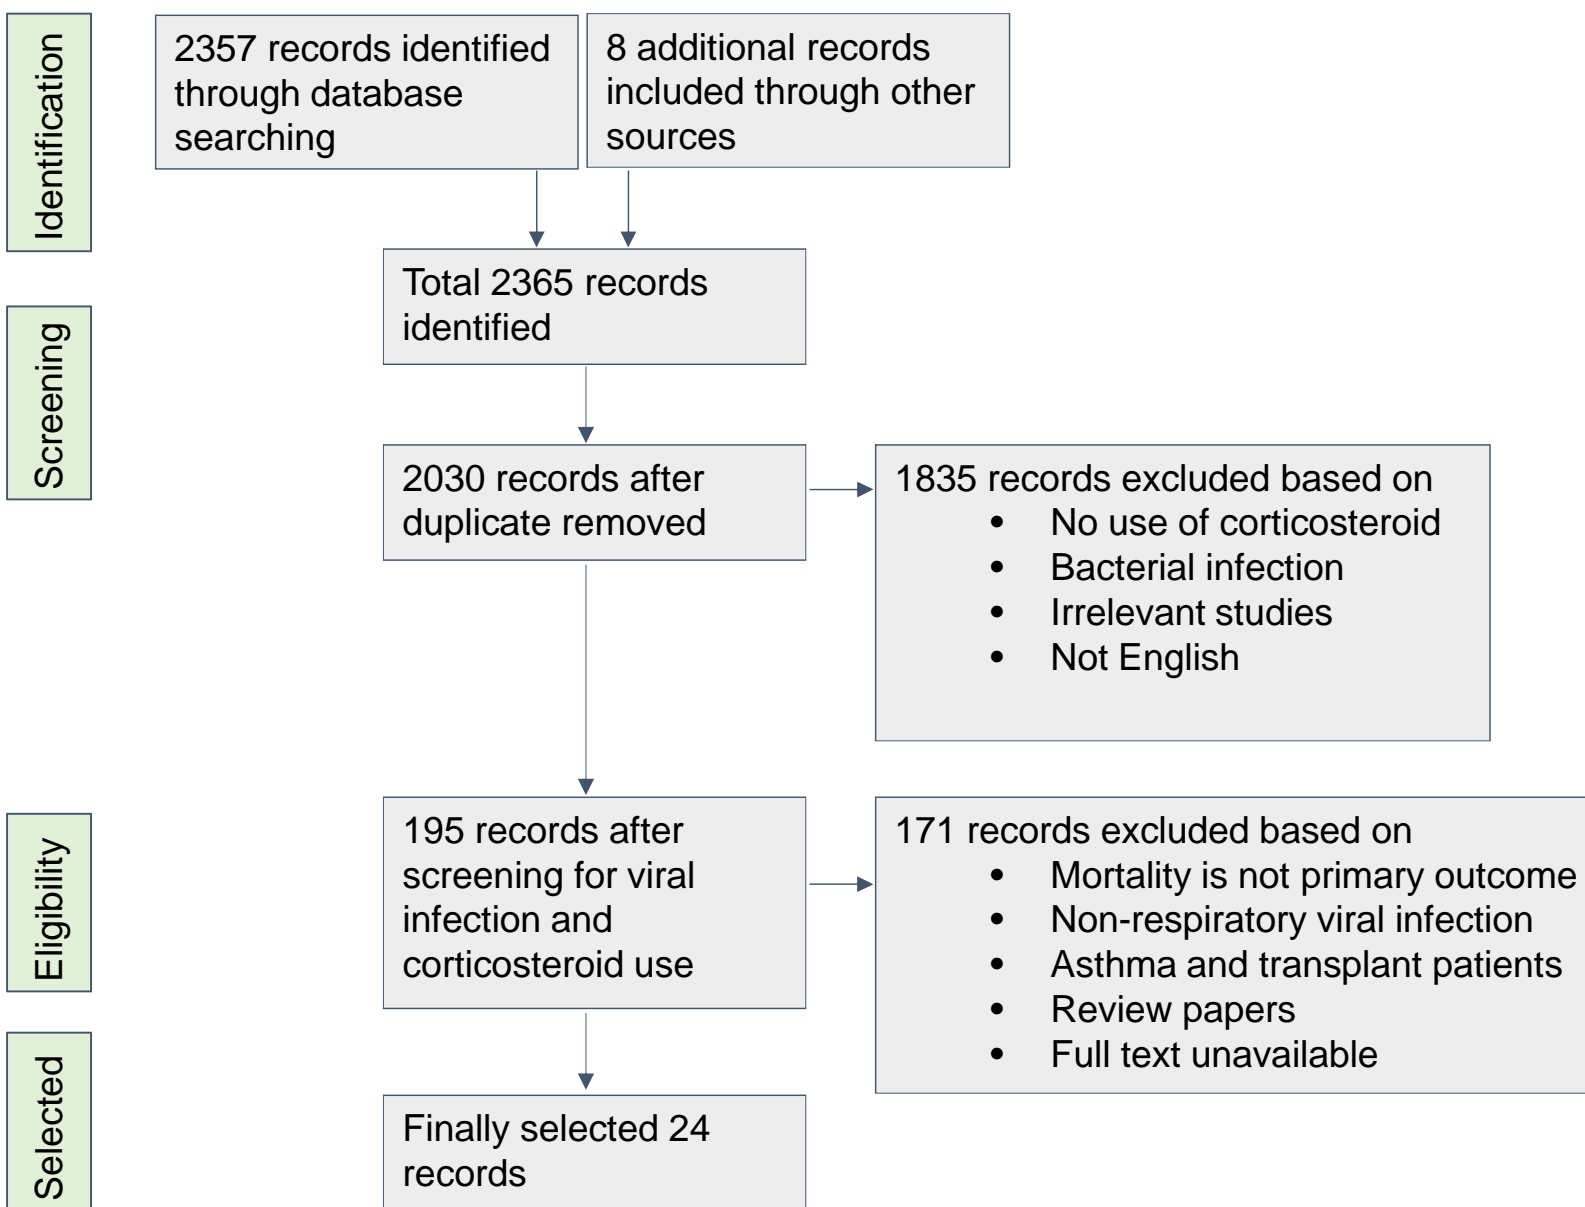 Identification
2357 records identified
through database
searching
8 additional records
included through other
sources
Total 2365 records
identified
Screening
2030 records after
duplicate removed
1835 records excluded based on
• No use of corticosteroid
• Bacterial infection
• Irrelevant studies
• Not English
Eligibility
195 records after
screening for viral
infection and
corticosteroid use
171 records excluded based on
• Mortality is not primary outcome
• Non-respiratory viral infection
• Asthma and transplant patients
• Review papers
• Full text unavailable
Selected
Finally selected 24
records